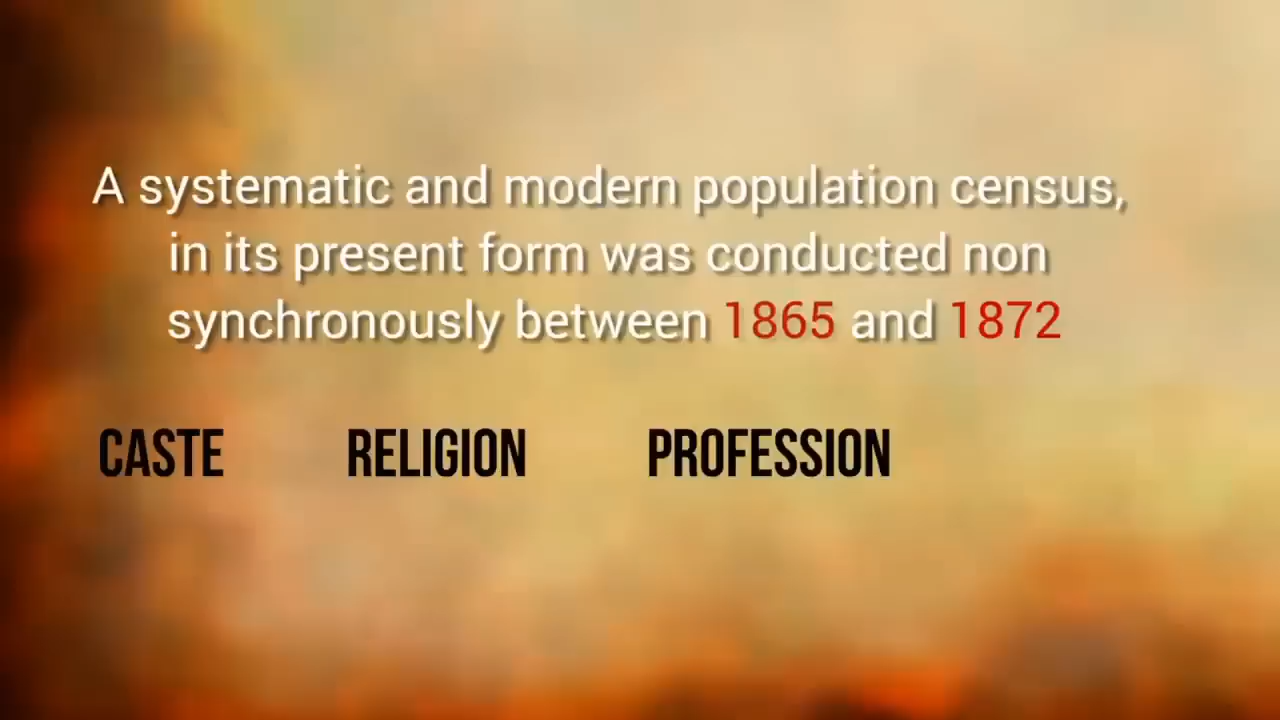 A systematic and modern population census,
in its present form was conducted non
synchronously between 1865 and 1872
CASTE RELIGION PROFESSION